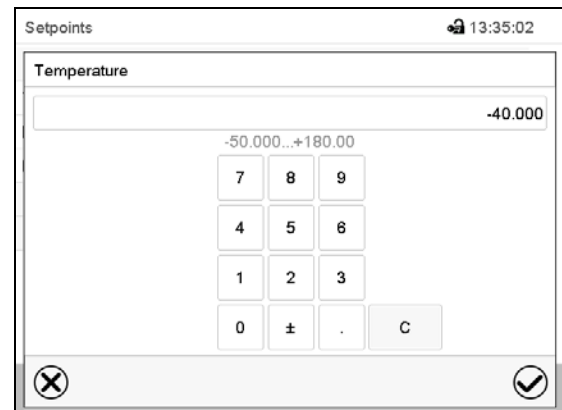 Setpoints 13:35:02
Temperature
-40.000
-50.000...+180.00
7 8 9
4 5 6
1 2 3
0 ± . C